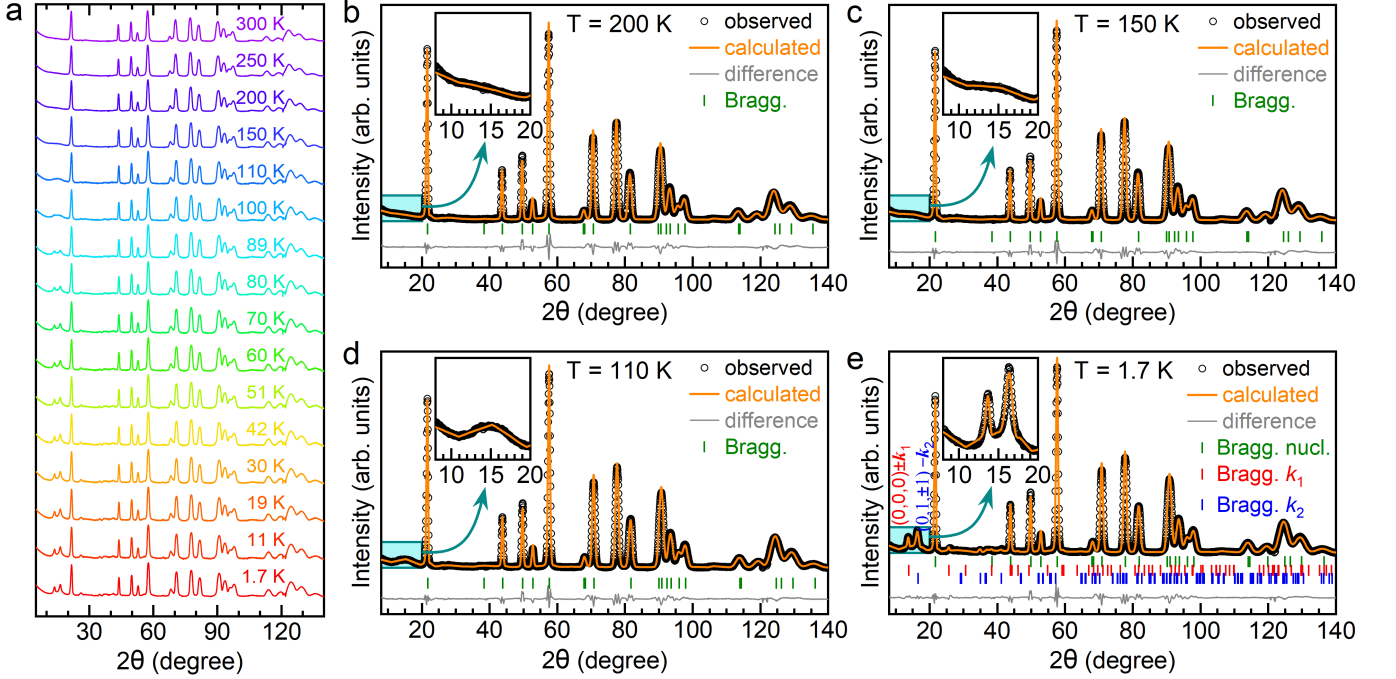 a
300 K
250 K
200 K
150 K
110 K
100 K
89 K
80 K
70 K
60 K
51 K
42 K
30 K
19 K
11 K
1.7 K
30 60 90 120
2θ (degree)
b
T = 200 K
observed
calculated
difference
Bragg.
10 15 20
Intensity (arb. units)
20 40 60 80 100 120 140
2θ (degree)
c
T = 150 K
observed
calculated
difference
Bragg.
10 15 20
Intensity (arb. units)
20 40 60 80 100 120 140
2θ (degree)
d
T = 110 K
observed
calculated
difference
Bragg.
10 15 20
Intensity (arb. units)
20 40 60 80 100 120 140
2θ (degree)
e
T = 1.7 K
observed
calculated
difference
Bragg. nucl.
Bragg. k₁
Bragg. k₂
10 15 20
(0,0,0)±k₁
(0,1,±1)−k₂
Intensity (arb. units)
20 40 60 80 100 120 140
2θ (degree)